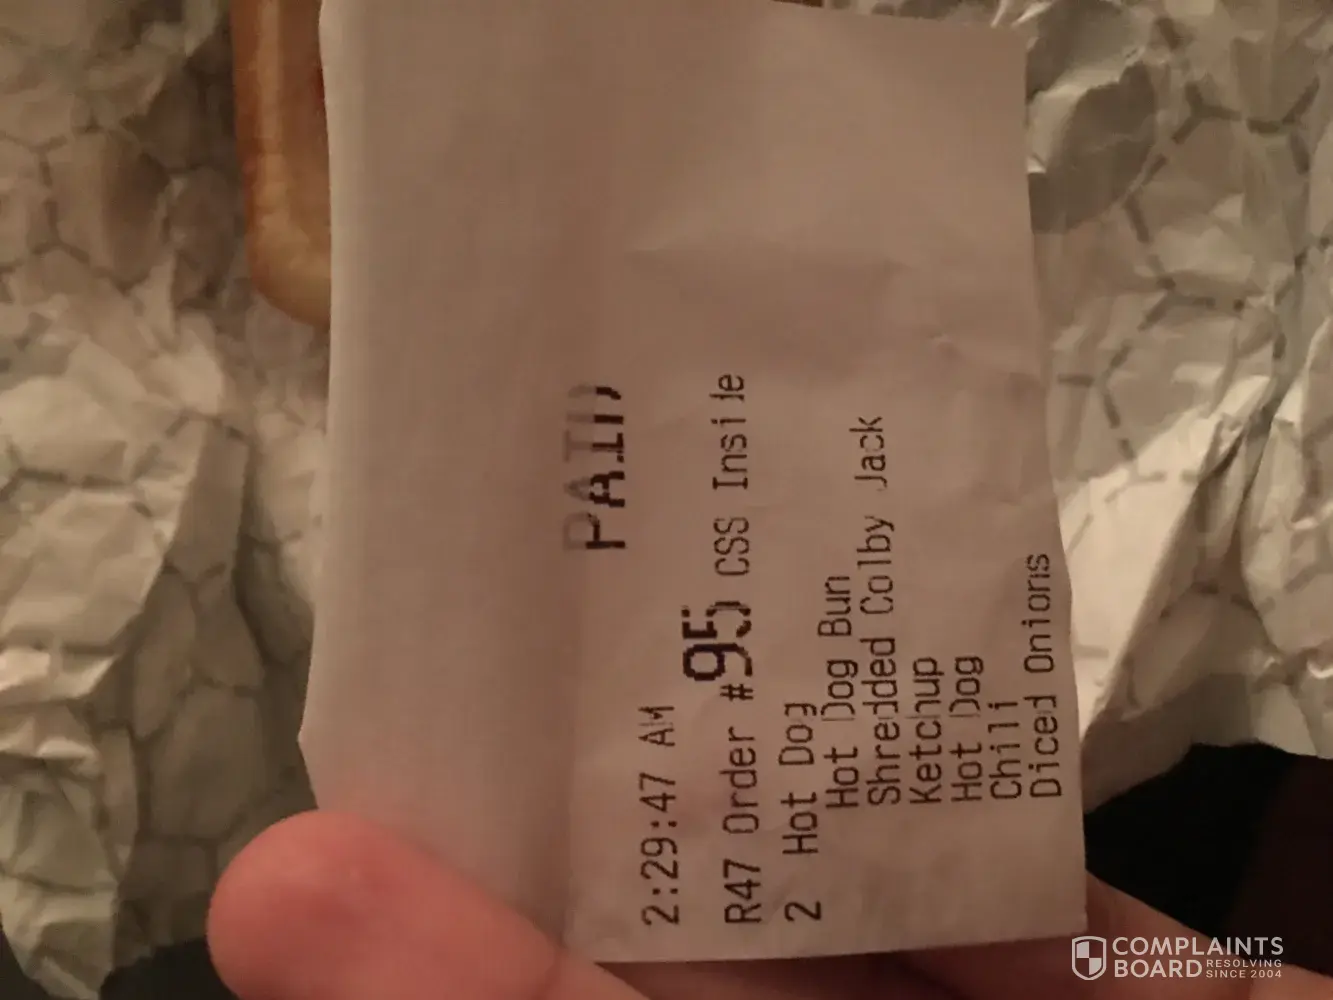 PAID
2:29:47 AM
R47 Order #95 CSS Inside
2 Hot Dog
Hot Dog Bun
Shredded Colby Jack
Ketchup
Hot Dog
Chili
Diced Onions
COMPLAINTS
BOARD RESOLVING
SINCE 2004